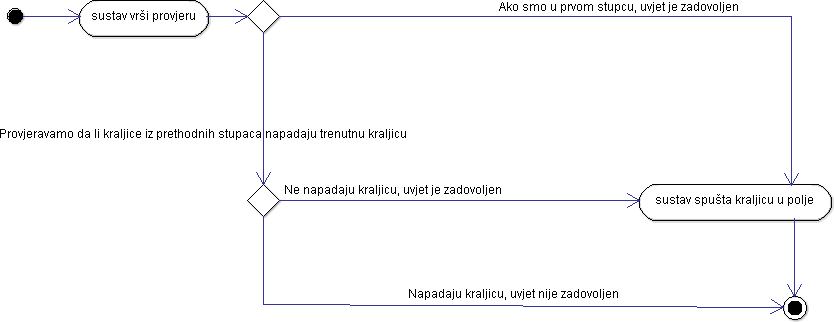 Ako smo u prvom stupcu, uvjet je zadovoljen
sustav vrši provjeru
Provjeravamo da li kraljice iz prethodnih stupaca napadaju trenutnu kraljicu
Ne napadaju kraljicu, uvjet je zadovoljen
sustav spušta kraljicu u polje
Napadaju kraljicu, uvjet nije zadovoljen